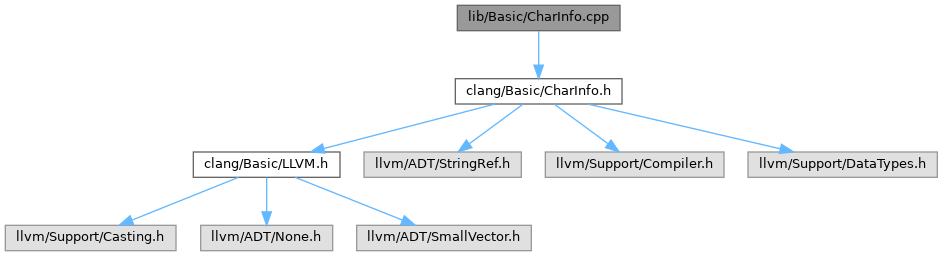 lib/Basic/CharInfo.cpp
clang/Basic/CharInfo.h
clang/Basic/LLVM.h
llvm/ADT/StringRef.h
llvm/Support/Compiler.h
llvm/Support/DataTypes.h
llvm/Support/Casting.h
llvm/ADT/None.h
llvm/ADT/SmallVector.h